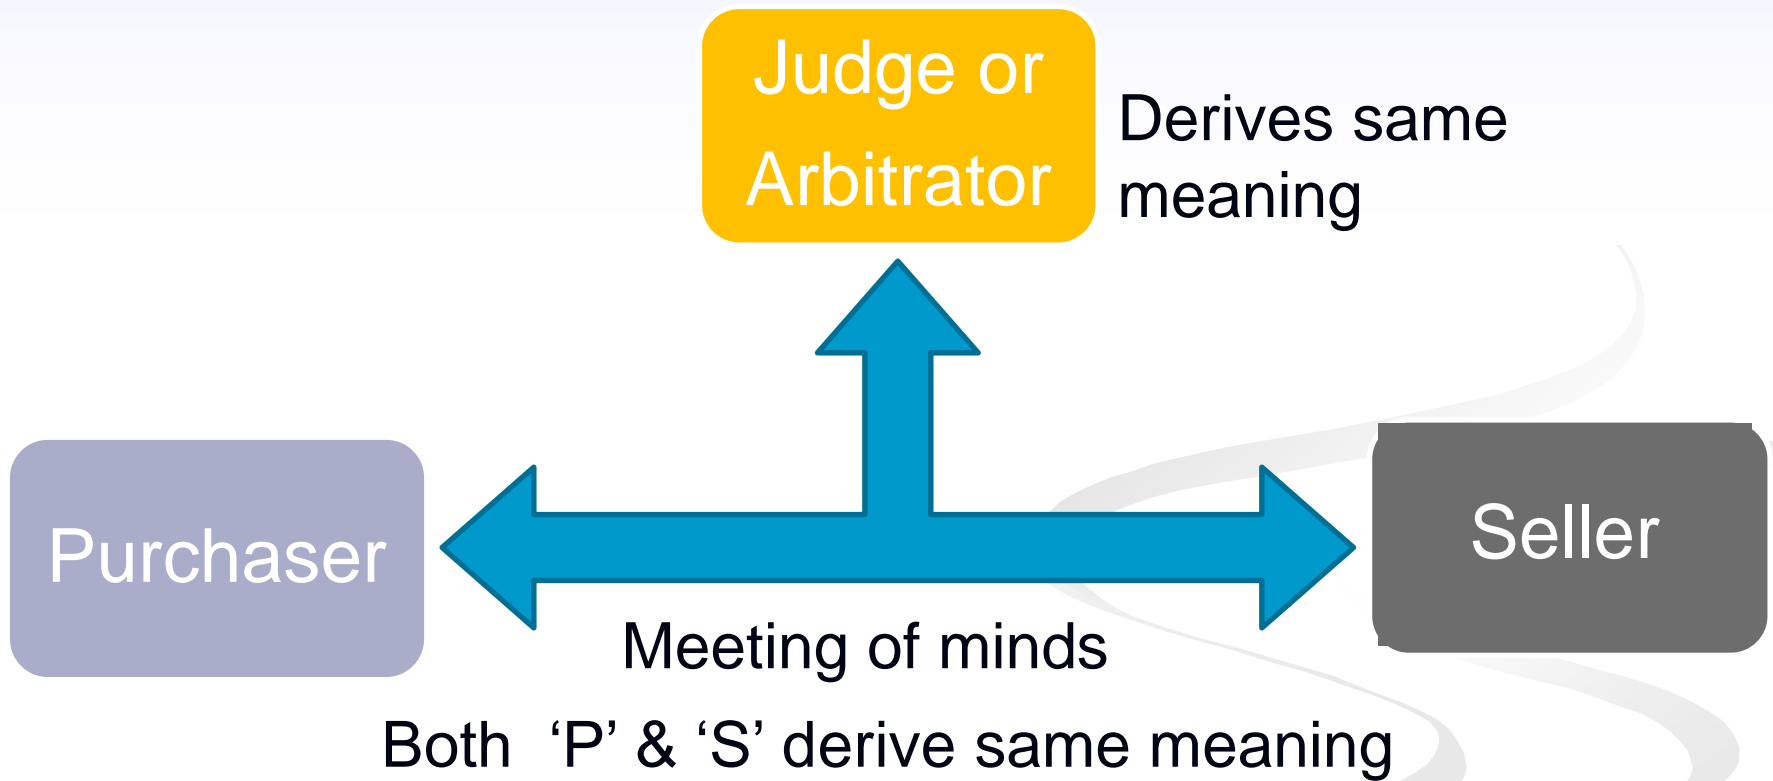 Judge or
Arbitrator
Derives same
meaning
Purchaser
Seller
Meeting of minds
Both ‘P’ & ‘S’ derive same meaning